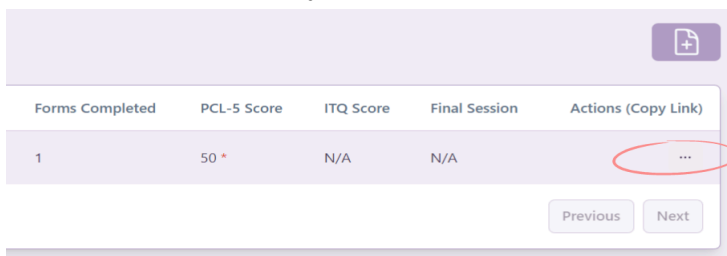 Forms Completed PCL-5 Score ITQ Score Final Session Actions (Copy Link)
1 50 * N/A N/A ...
Previous Next